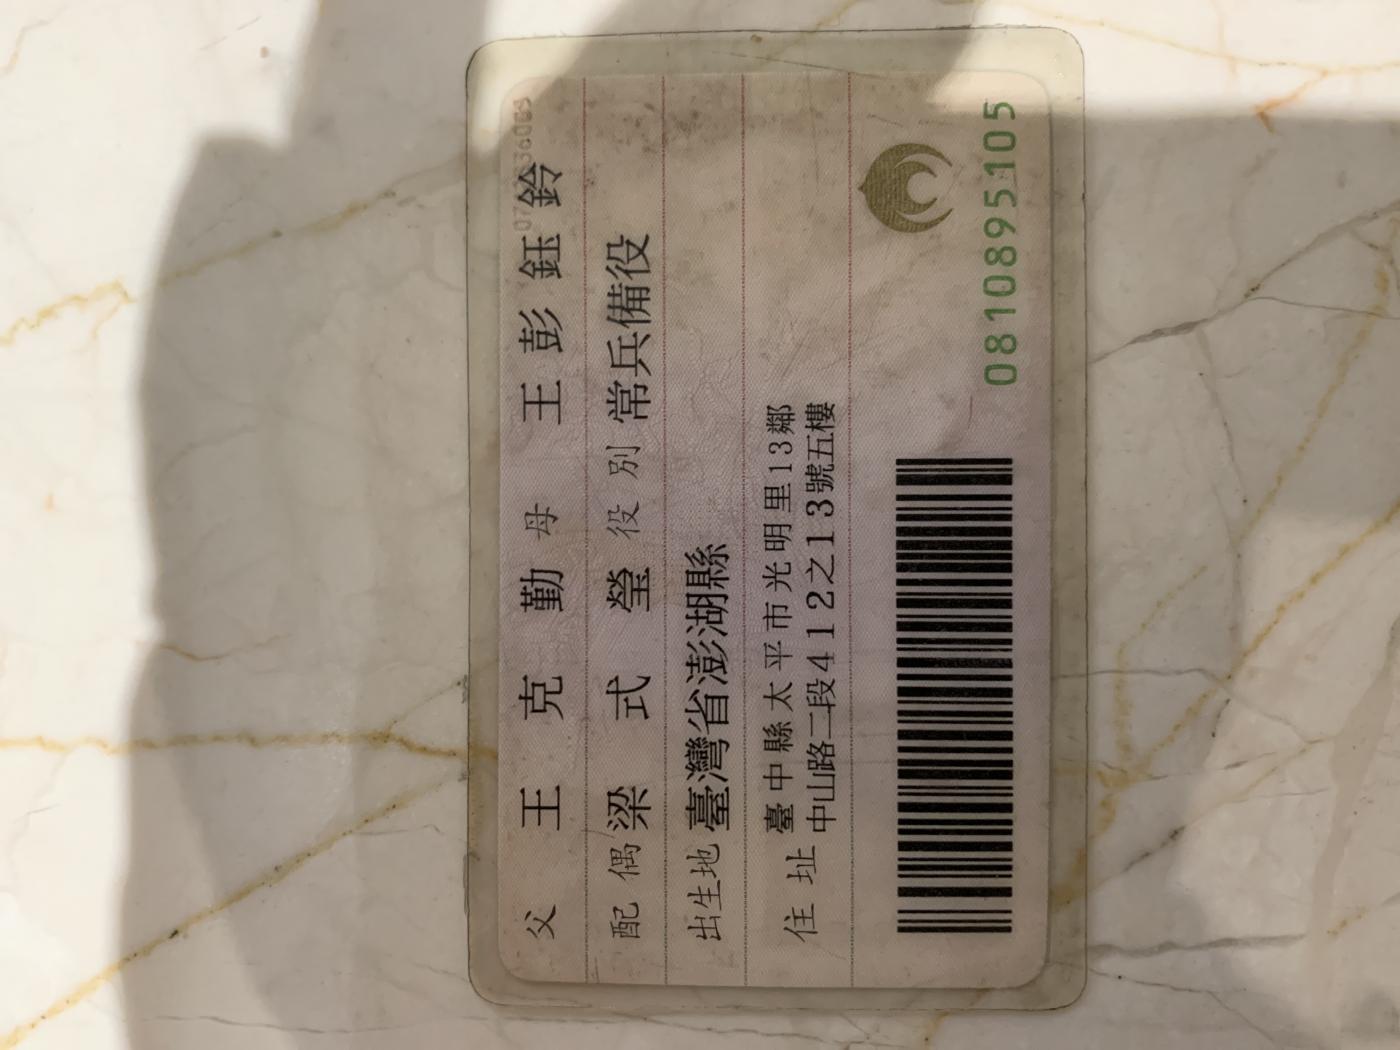 父 王克勤 母 王彭鈺鈴
配偶 梁式瑩 役別 常兵備役
出生地 臺灣省澎湖縣
住址 臺中縣太平市光明里13鄰
中山路二段412之13號五樓
0810895105